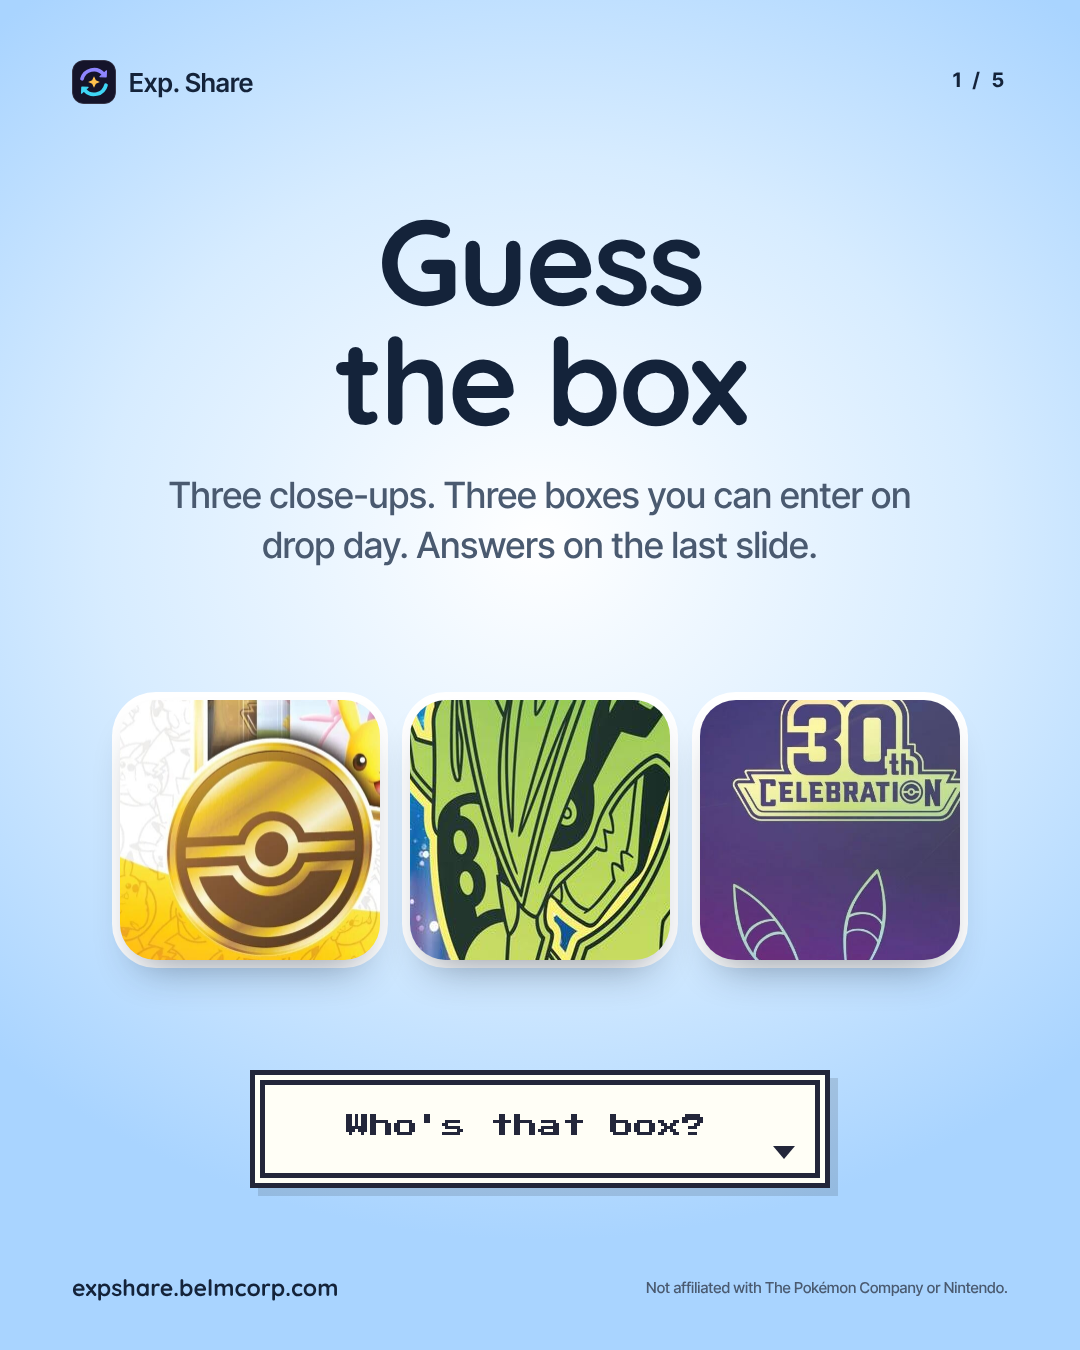 Exp. Share
1 / 5
Guess
the box
Three close-ups. Three boxes you can enter on
drop day. Answers on the last slide.
30th
CELEBRATION
Who's that box?
expshare.belmcorp.com
Not affiliated with The Pokémon Company or Nintendo.